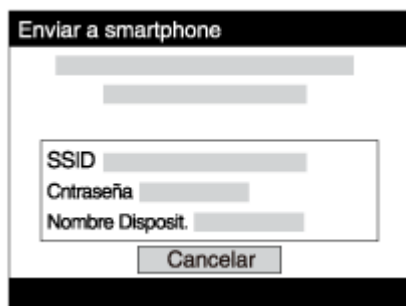 Enviar a smartphone
SSID
Cntraseña
Nombre Disposit.
Cancelar